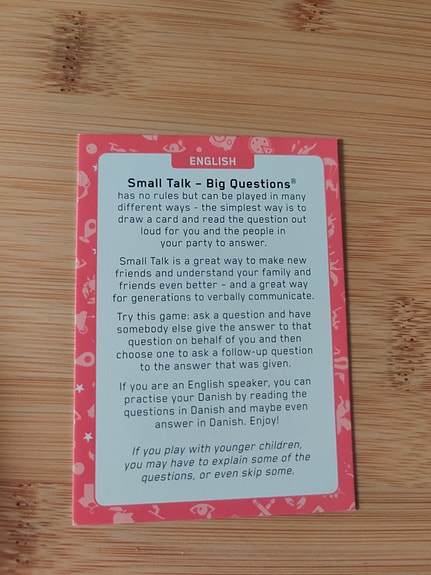 ENGLISH
Small Talk – Big Questions®
has no rules but can be played in many
different ways - the simplest way is to
draw a card and read the question out
loud for you and the people in
your party to answer.
Small Talk is a great way to make new
friends and understand your family and
friends even better - and a great way
for generations to verbally communicate.
Try this game: ask a question and have
somebody else give the answer to that
question on behalf of you and then
choose one to ask a follow-up question
to the answer that was given.
If you are an English speaker, you can
practise your Danish by reading the
questions in Danish and maybe even
answer in Danish. Enjoy!
If you play with younger children,
you may have to explain some of the
questions, or even skip some.